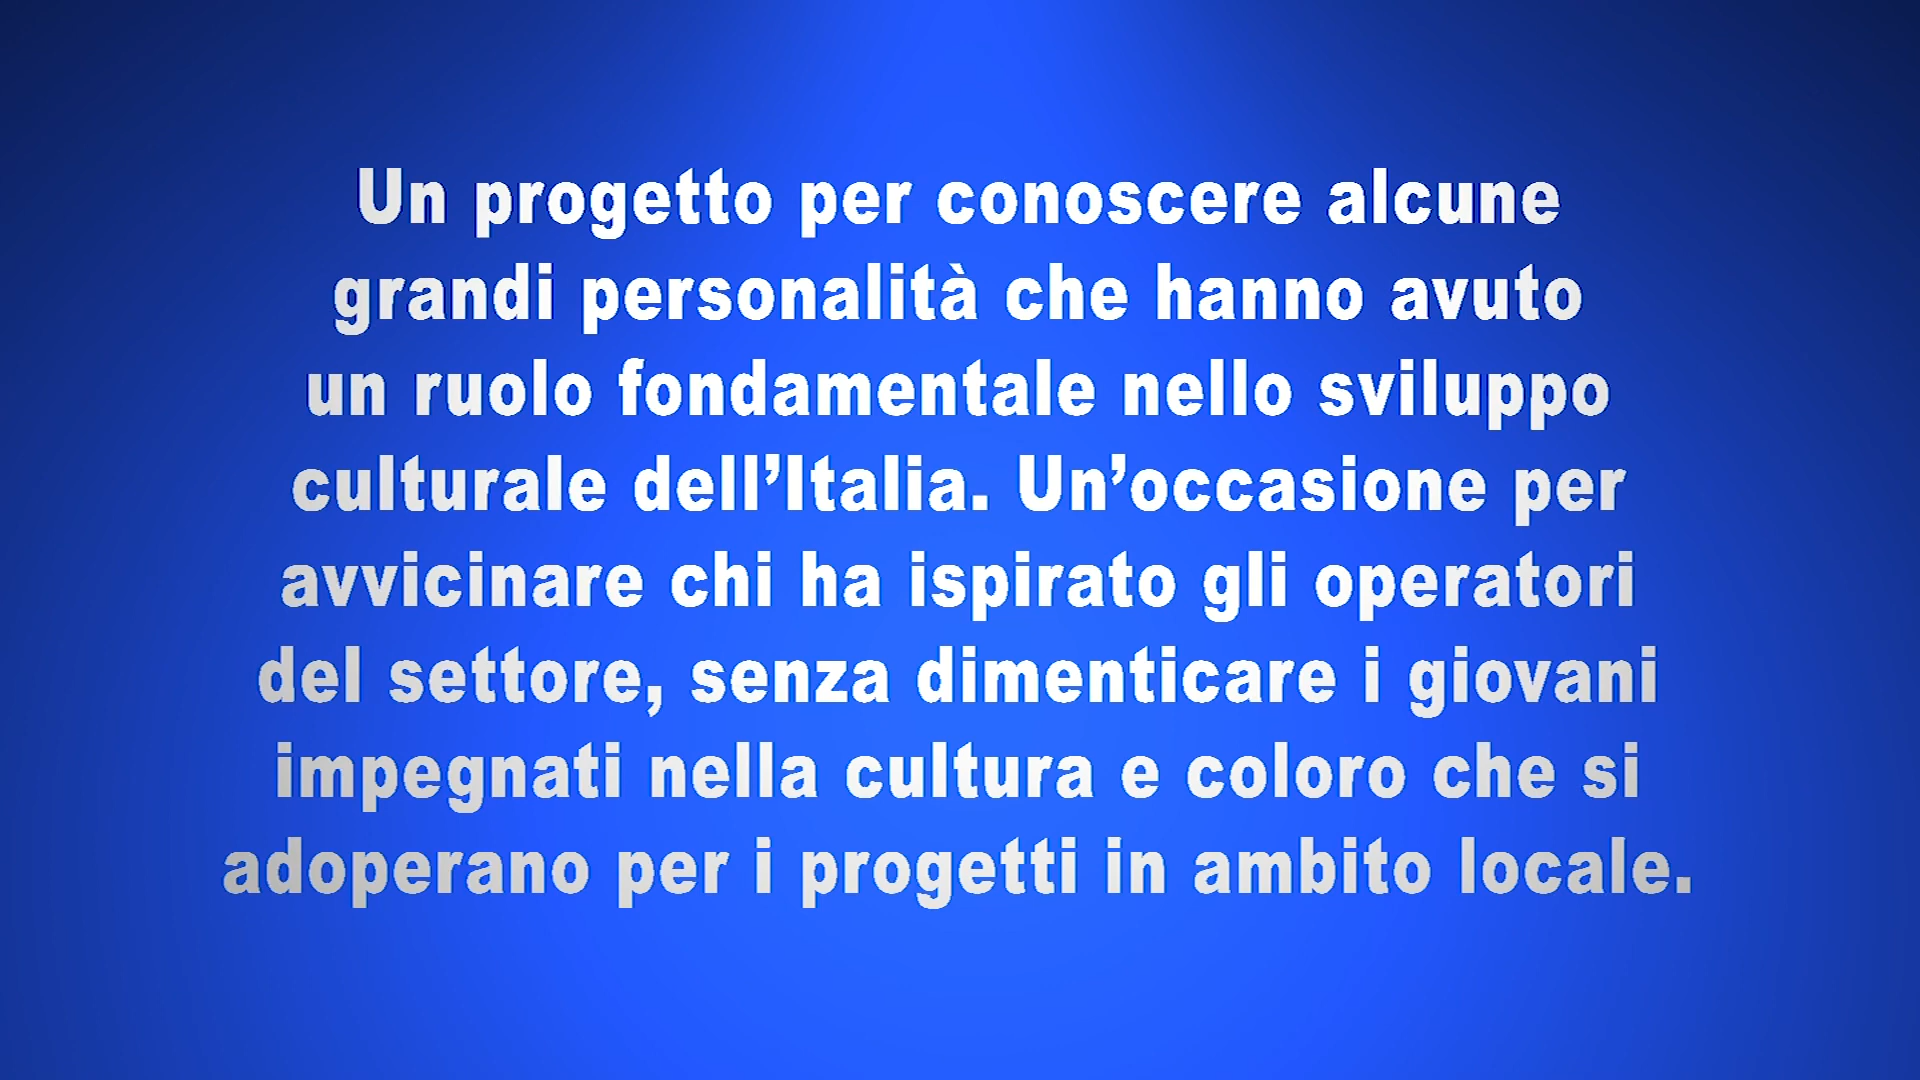 Un progetto per conoscere alcune
grandi personalità che hanno avuto
un ruolo fondamentale nello sviluppo
culturale dell’Italia. Un’occasione per
avvicinare chi ha ispirato gli operatori
del settore, senza dimenticare i giovani
impegnati nella cultura e coloro che si
adoperano per i progetti in ambito locale.